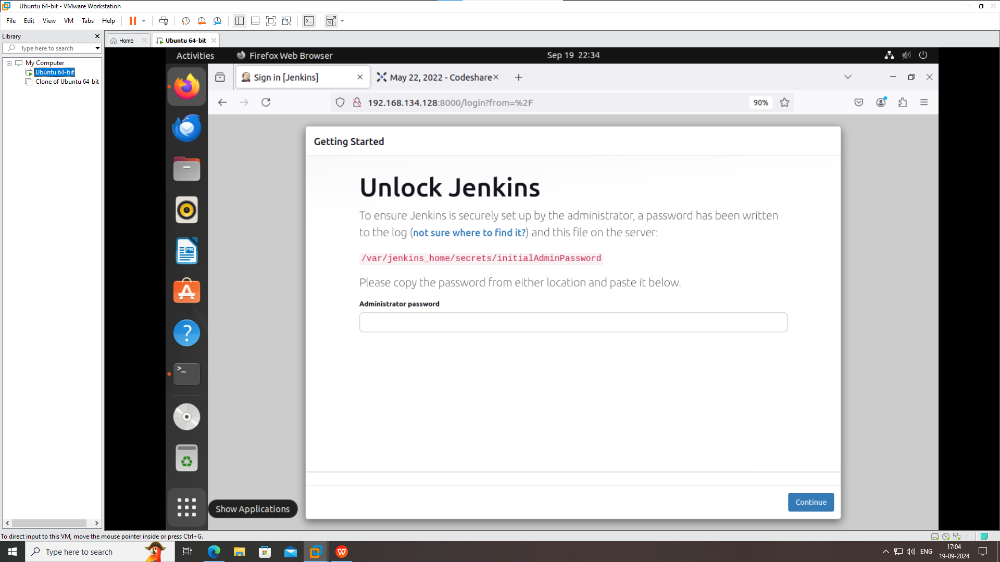 Ubuntu 64-bit - VMware Workstation
File Edit View VM Tabs Help
Library
Type here to search
My Computer
Ubuntu 64-bit
Clone of Ubuntu 64-bit
Home
Ubuntu 64-bit
Activities
Firefox Web Browser
Sep 19 22:34
Sign in [Jenkins]
May 22, 2022 - Codeshare
192.168.134.128:8000/login?from=%2F
90%
Getting Started
Unlock Jenkins
To ensure Jenkins is securely set up by the administrator, a password has been written
to the log (not sure where to find it?) and this file on the server:
/var/jenkins_home/secrets/initialAdminPassword
Please copy the password from either location and paste it below.
Administrator password
Continue
Show Applications
To direct input to this VM, move the mouse pointer inside or press Ctrl+G.
Type here to search
ENG
17:04
19-09-2024